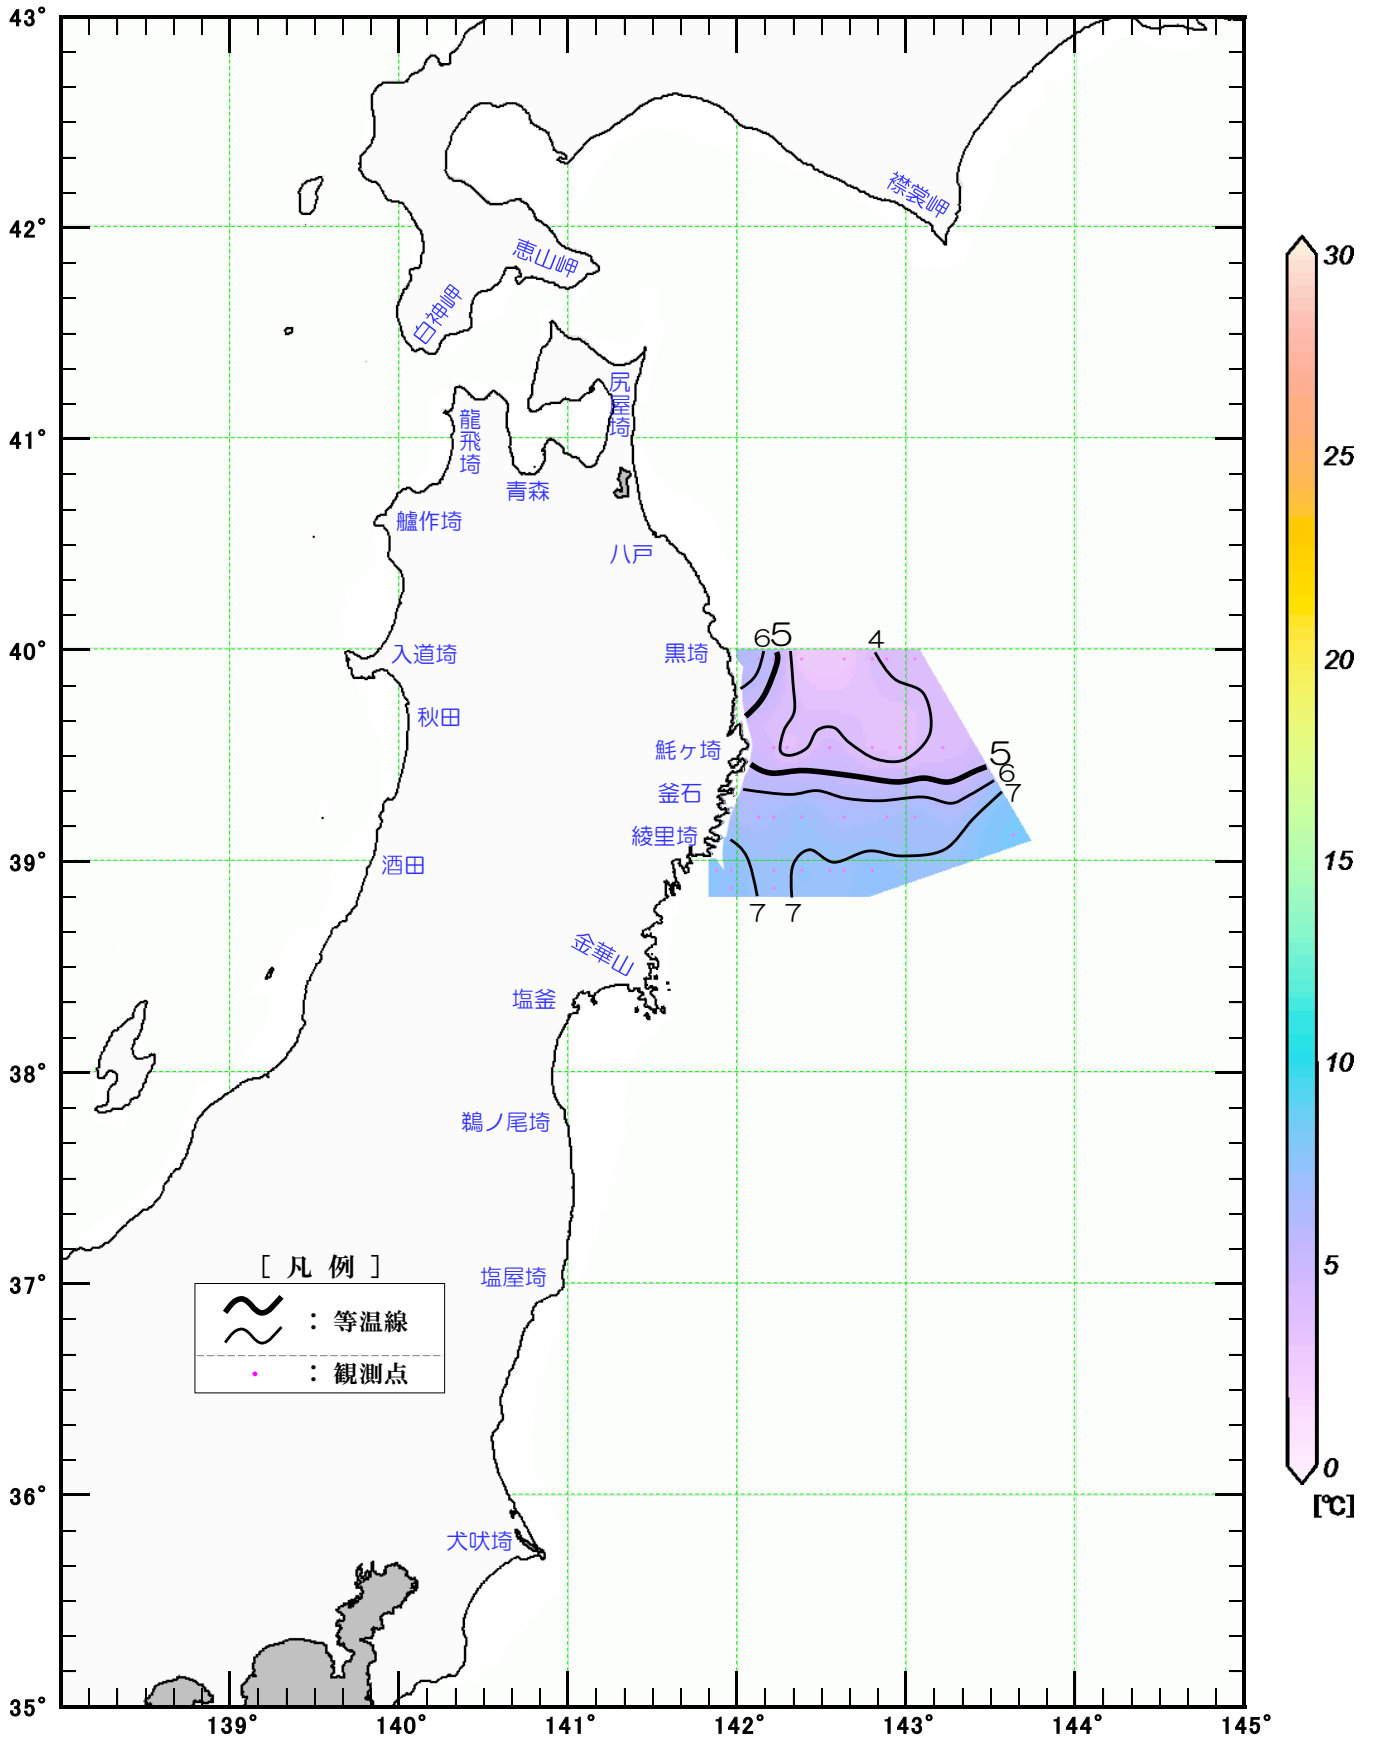 43°
襟裳岬
42°
恵山岬
30
白神岬
尻屋埼
龍飛埼
41°
25
青森
艫作埼
八戸
6 5 4
40°
入道埼
黒埼
20
秋田
魹ヶ埼
5
6
釜石
7
綾里埼
39°
酒田
15
7 7
金華山
塩釜
38°
10
鵜ノ尾埼
[ 凡 例 ]
塩屋埼
37°
5
: 等温線
: 観測点
0
36°
[℃]
犬吠埼
35°
139° 140° 141° 142° 143° 144° 145°